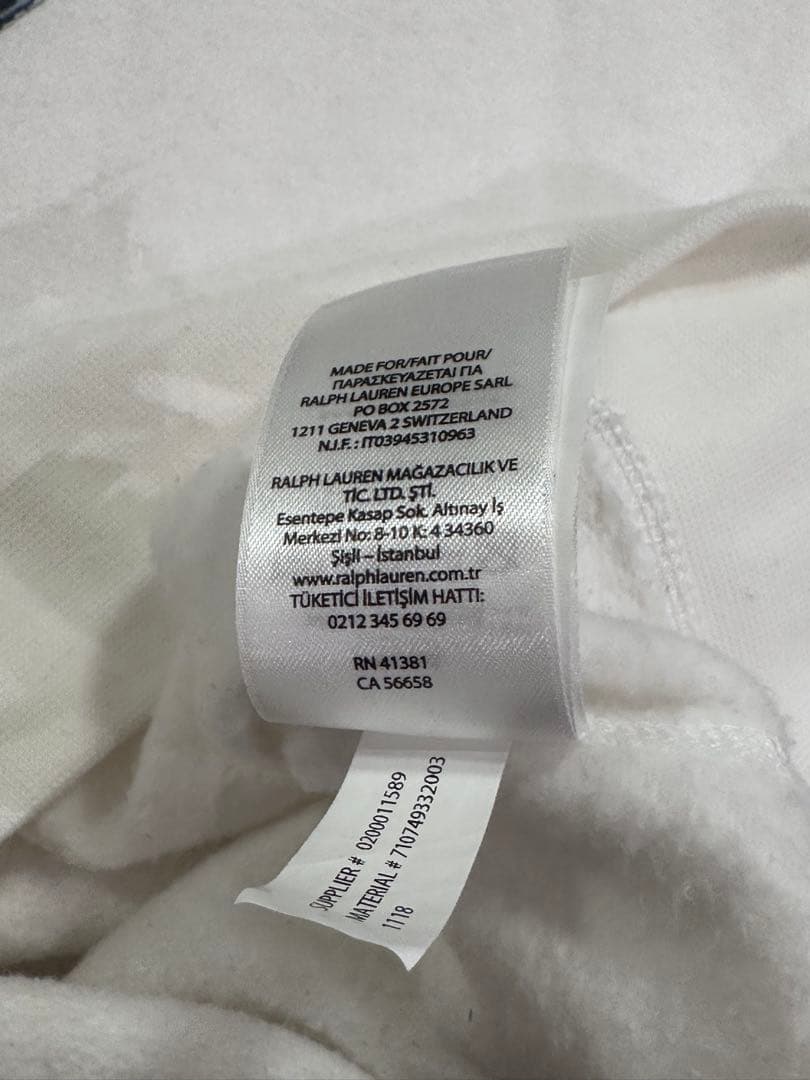 MADE FOR/FAIT POUR/
ΠΑΡΑΣΚΕΥΑΖΕΤΑΙ ΓΙΑ
RALPH LAUREN EUROPE SARL
PO BOX 2572
1211 GENEVA 2 SWITZERLAND
N.I.F. : IT03945310963
RALPH LAUREN MAĞAZACILIK VE
TİC. LTD. ŞTİ.
Esentepe Kasap Sok. Altınay İş
Merkezi No: 8-10 K: 4 34360
Şişli – İstanbul
www.ralphlauren.com.tr
TÜKETİCİ İLETİŞİM HATTI:
0212 345 69 69
RN 41381
CA 56658
SUPPLIER # 0200011589
MATERIAL # 710749332003
1118